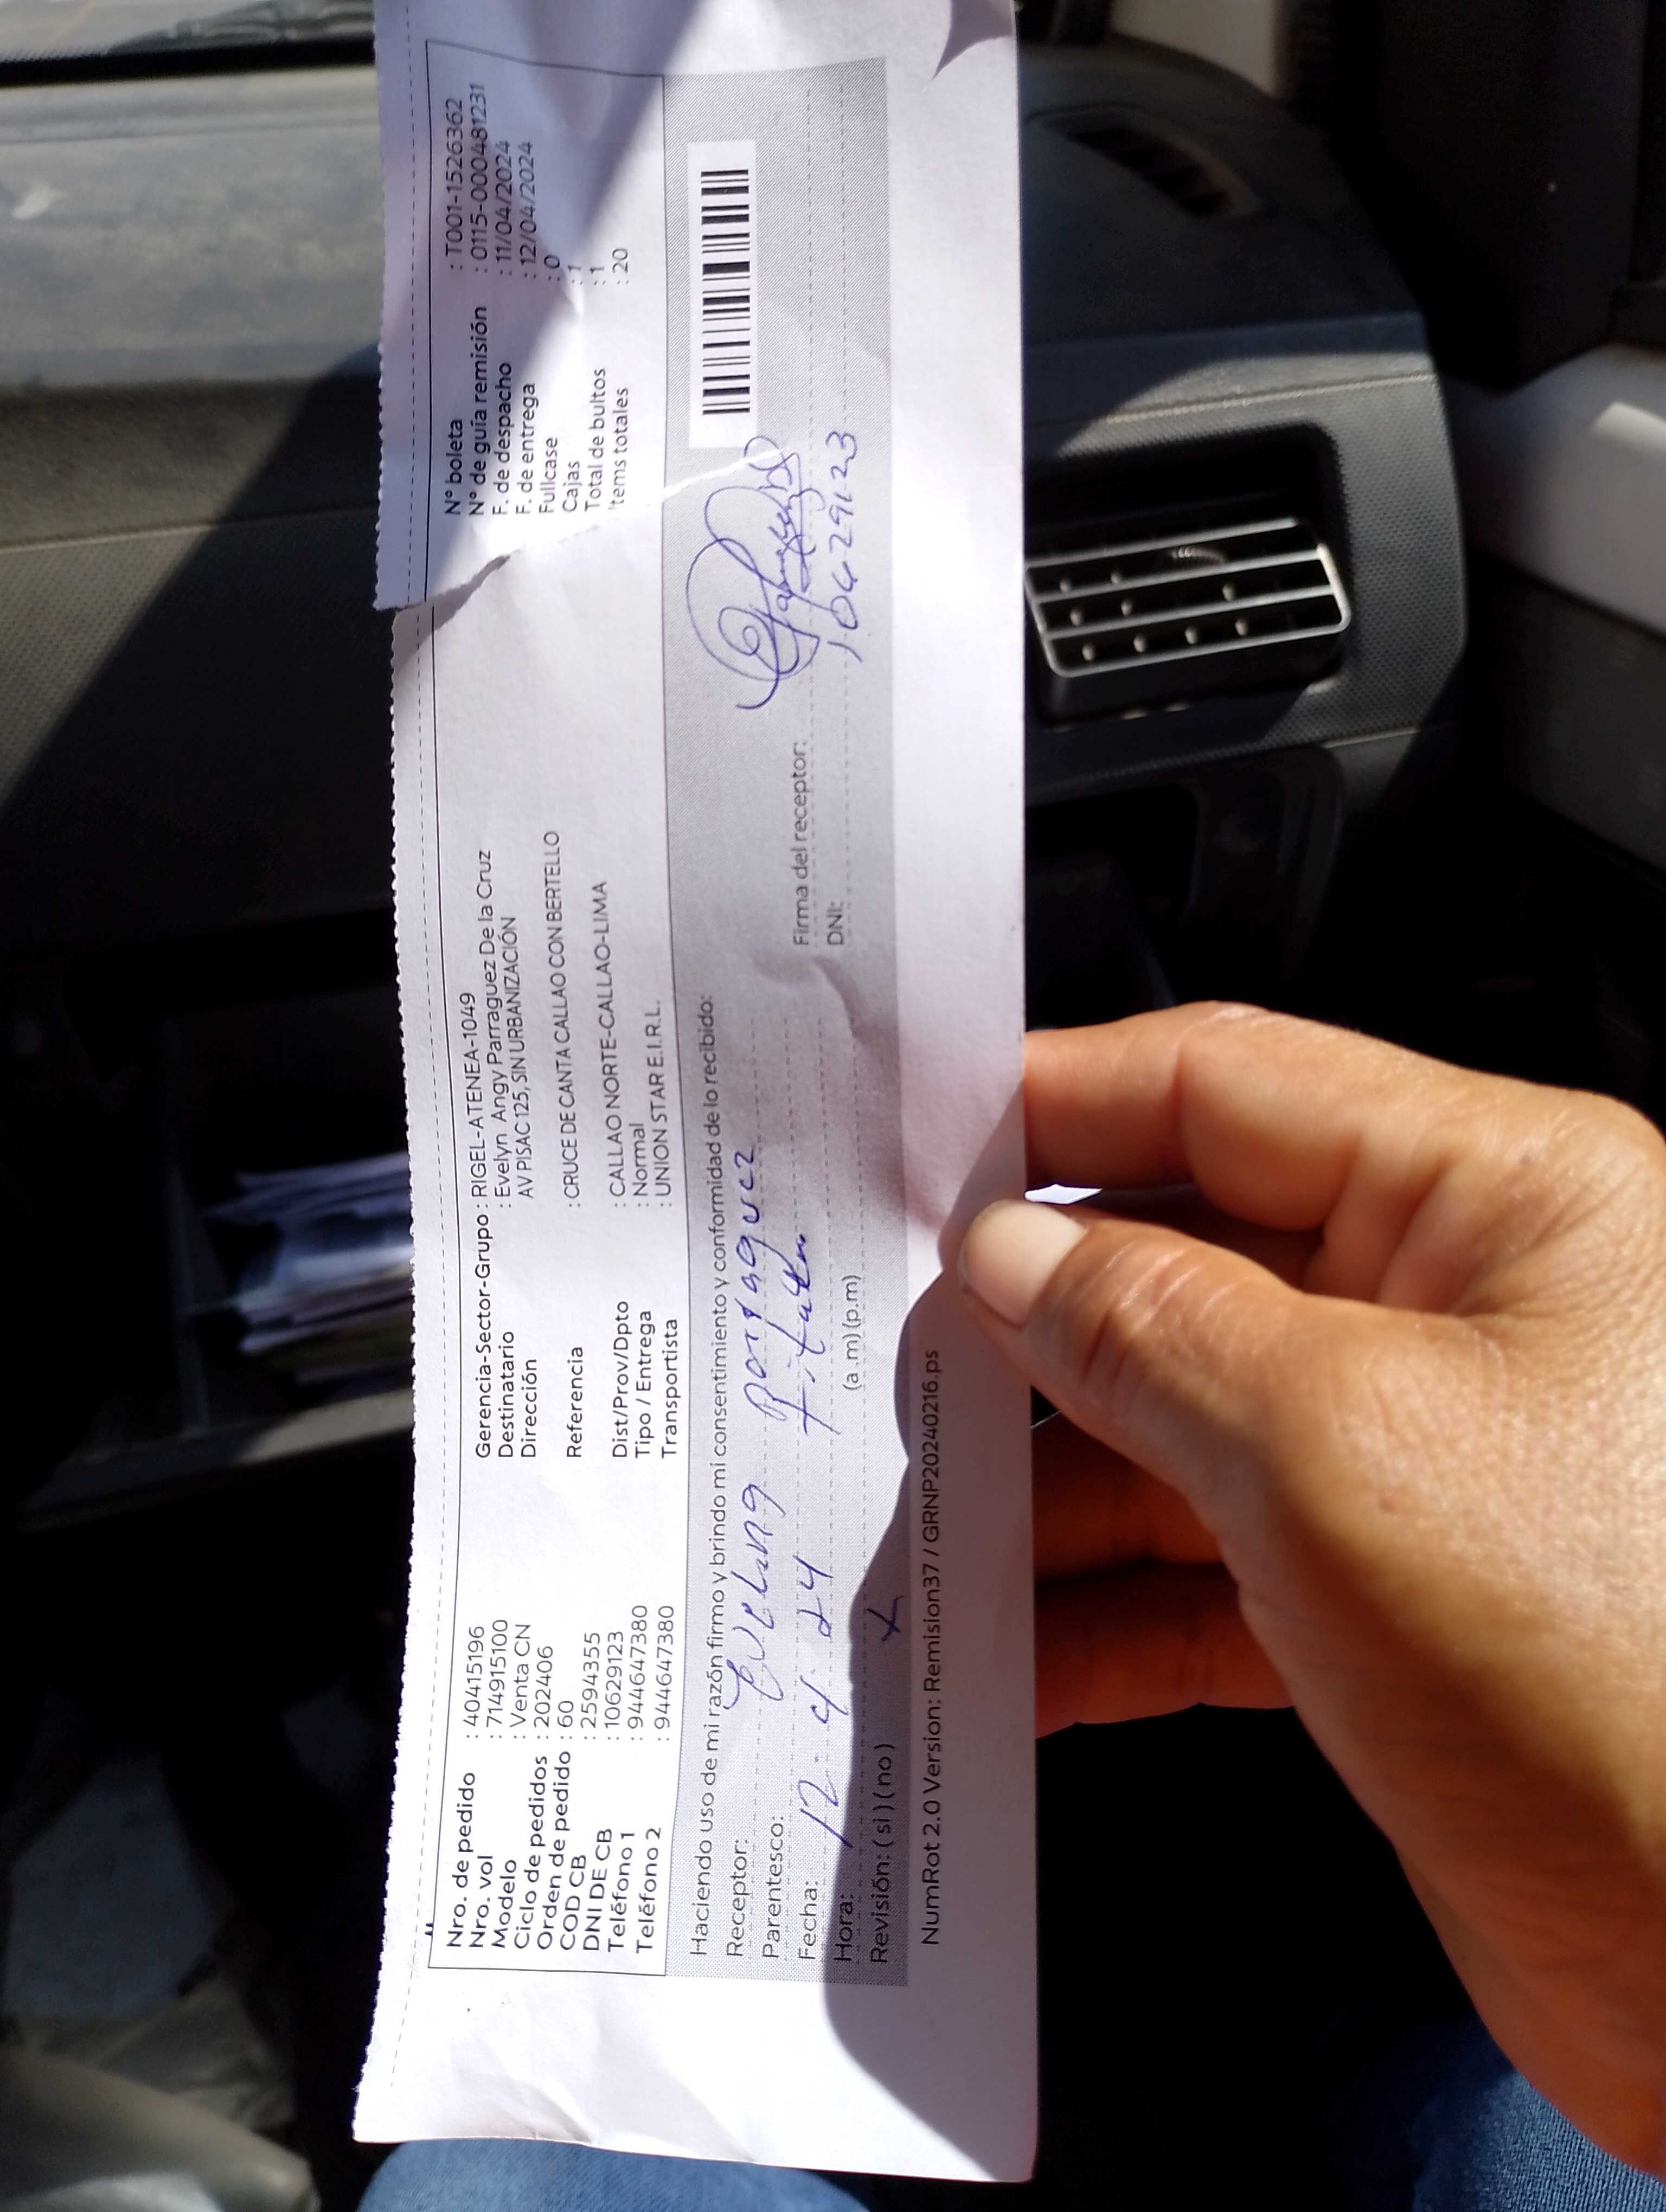 Nro. de pedido : 40415196
Nro. vol : 714915100
Modelo : Venta CN
Ciclo de pedidos : 202406
Orden de pedido : 60
COD CB : 2594355
DNI DE CB : 10629123
Teléfono 1 : 944647380
Teléfono 2 : 944647380
Gerencia-Sector-Grupo : RIGEL-ATENEA-1049
Destinatario : Evelyn Angy Parraguez De la Cruz
Dirección AV PISAC 125, SIN URBANIZACIÓN
Referencia : CRUCE DE CANTA CALLAO CON BERTELLO
Dist/Prov/Dpto : CALLAO NORTE-CALLAO-LIMA
Tipo / Entrega : Normal
Transportista : UNION STAR E.I.R.L.
N° boleta : T001-1526362
N° de guía remisión : 0115-0000481231
F. de despacho : 11/04/2024
F. de entrega : 12/04/2024
Fullcase : 0
Cajas : 1
Total de bultos : 1
Items totales : 20
Haciendo uso de mi razón firmo y brindo mi consentimiento y conformidad de lo recibido:
Receptor: parraguez
Parentesco: titular
Fecha: 12 4 24
Hora: (a.m) (p.m)
Revisión: ( si ) ( no ) X
Firma del receptor:
DNI: 10629123
NumRot 2.0 Version: Remision37 / GRNP20240216.ps